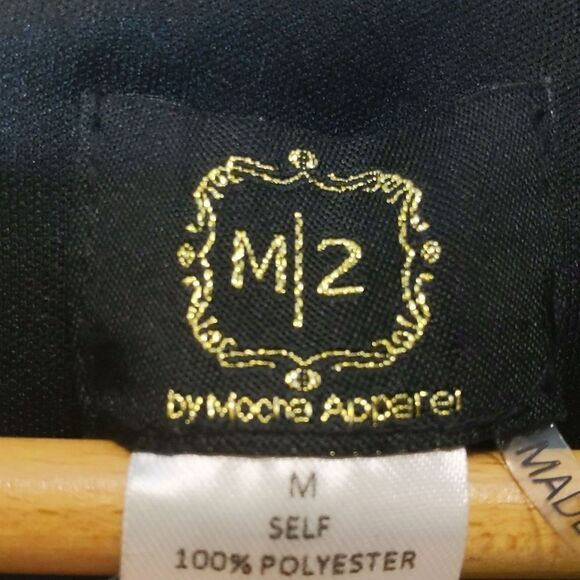 M|2
by Mocha Apparel
M
SELF
100% POLYESTER
MADE